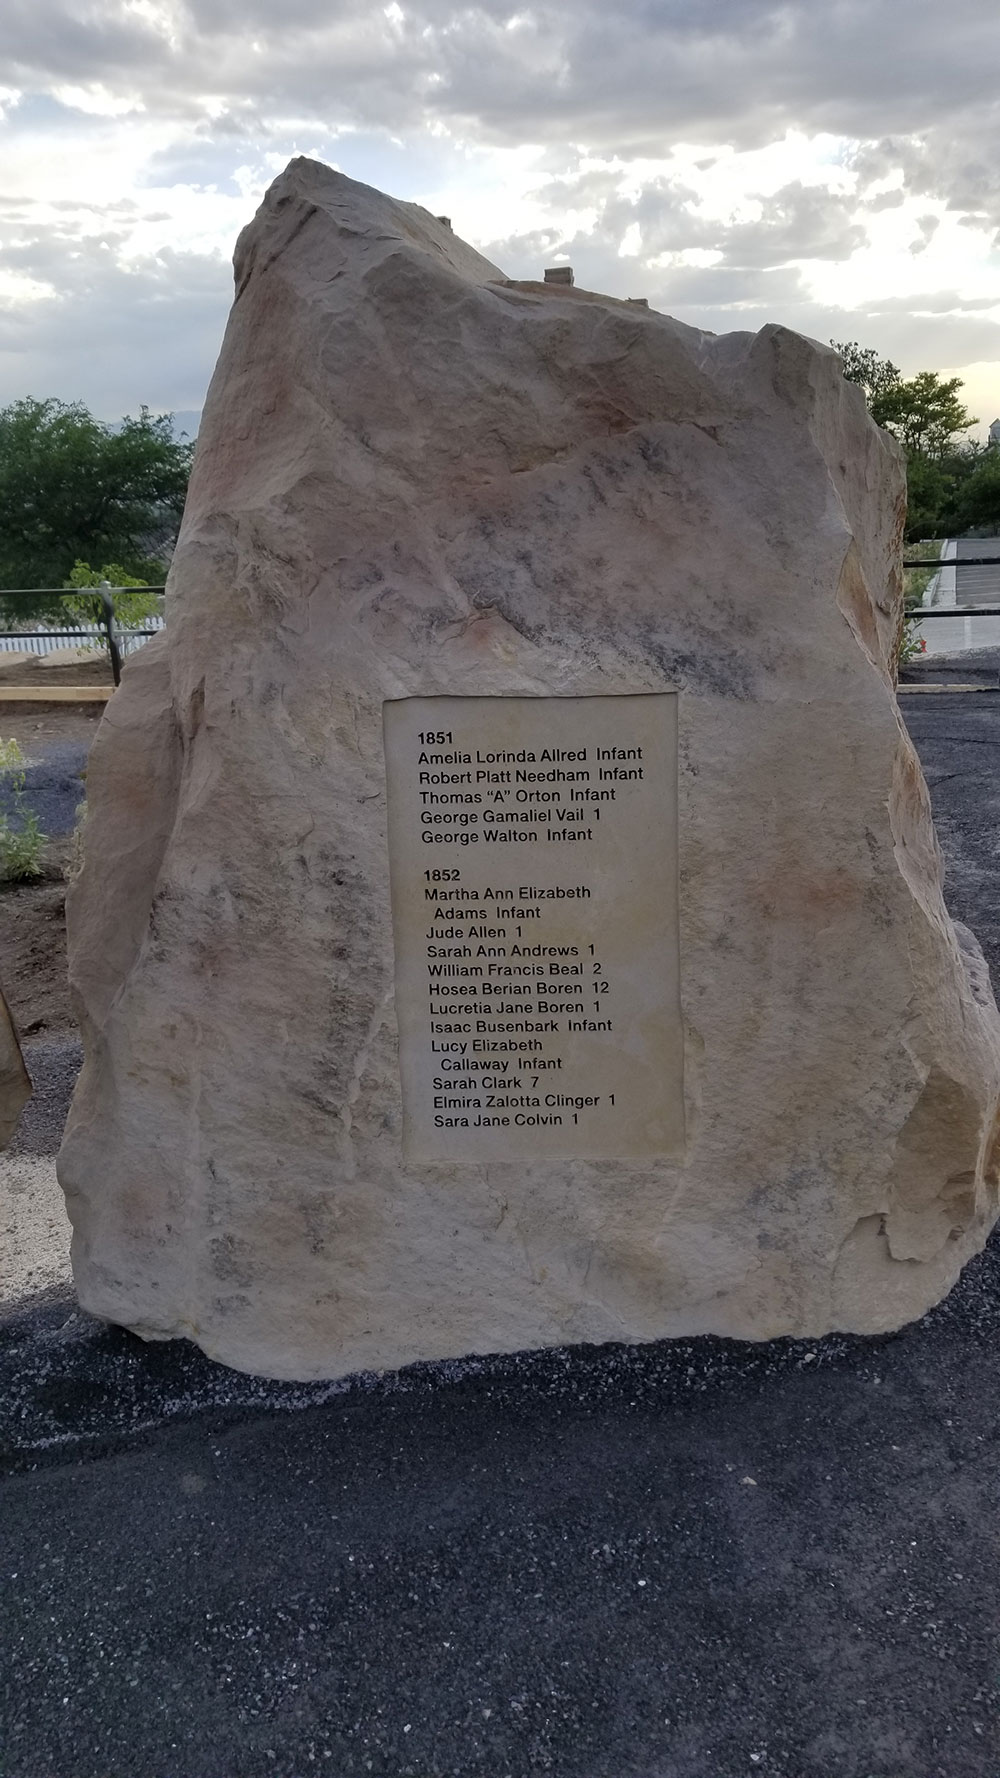 1851
Amelia Lorinda Allred Infant
Robert Platt Needham Infant
Thomas “A” Orton Infant
George Gamaliel Vail 1
George Walton Infant
1852
Martha Ann Elizabeth
Adams Infant
Jude Allen 1
Sarah Ann Andrews 1
William Francis Beal 2
Hosea Berian Boren 12
Lucretia Jane Boren 1
Isaac Busenbark Infant
Lucy Elizabeth
Callaway Infant
Sarah Clark 7
Elmira Zalotta Clinger 1
Sara Jane Colvin 1